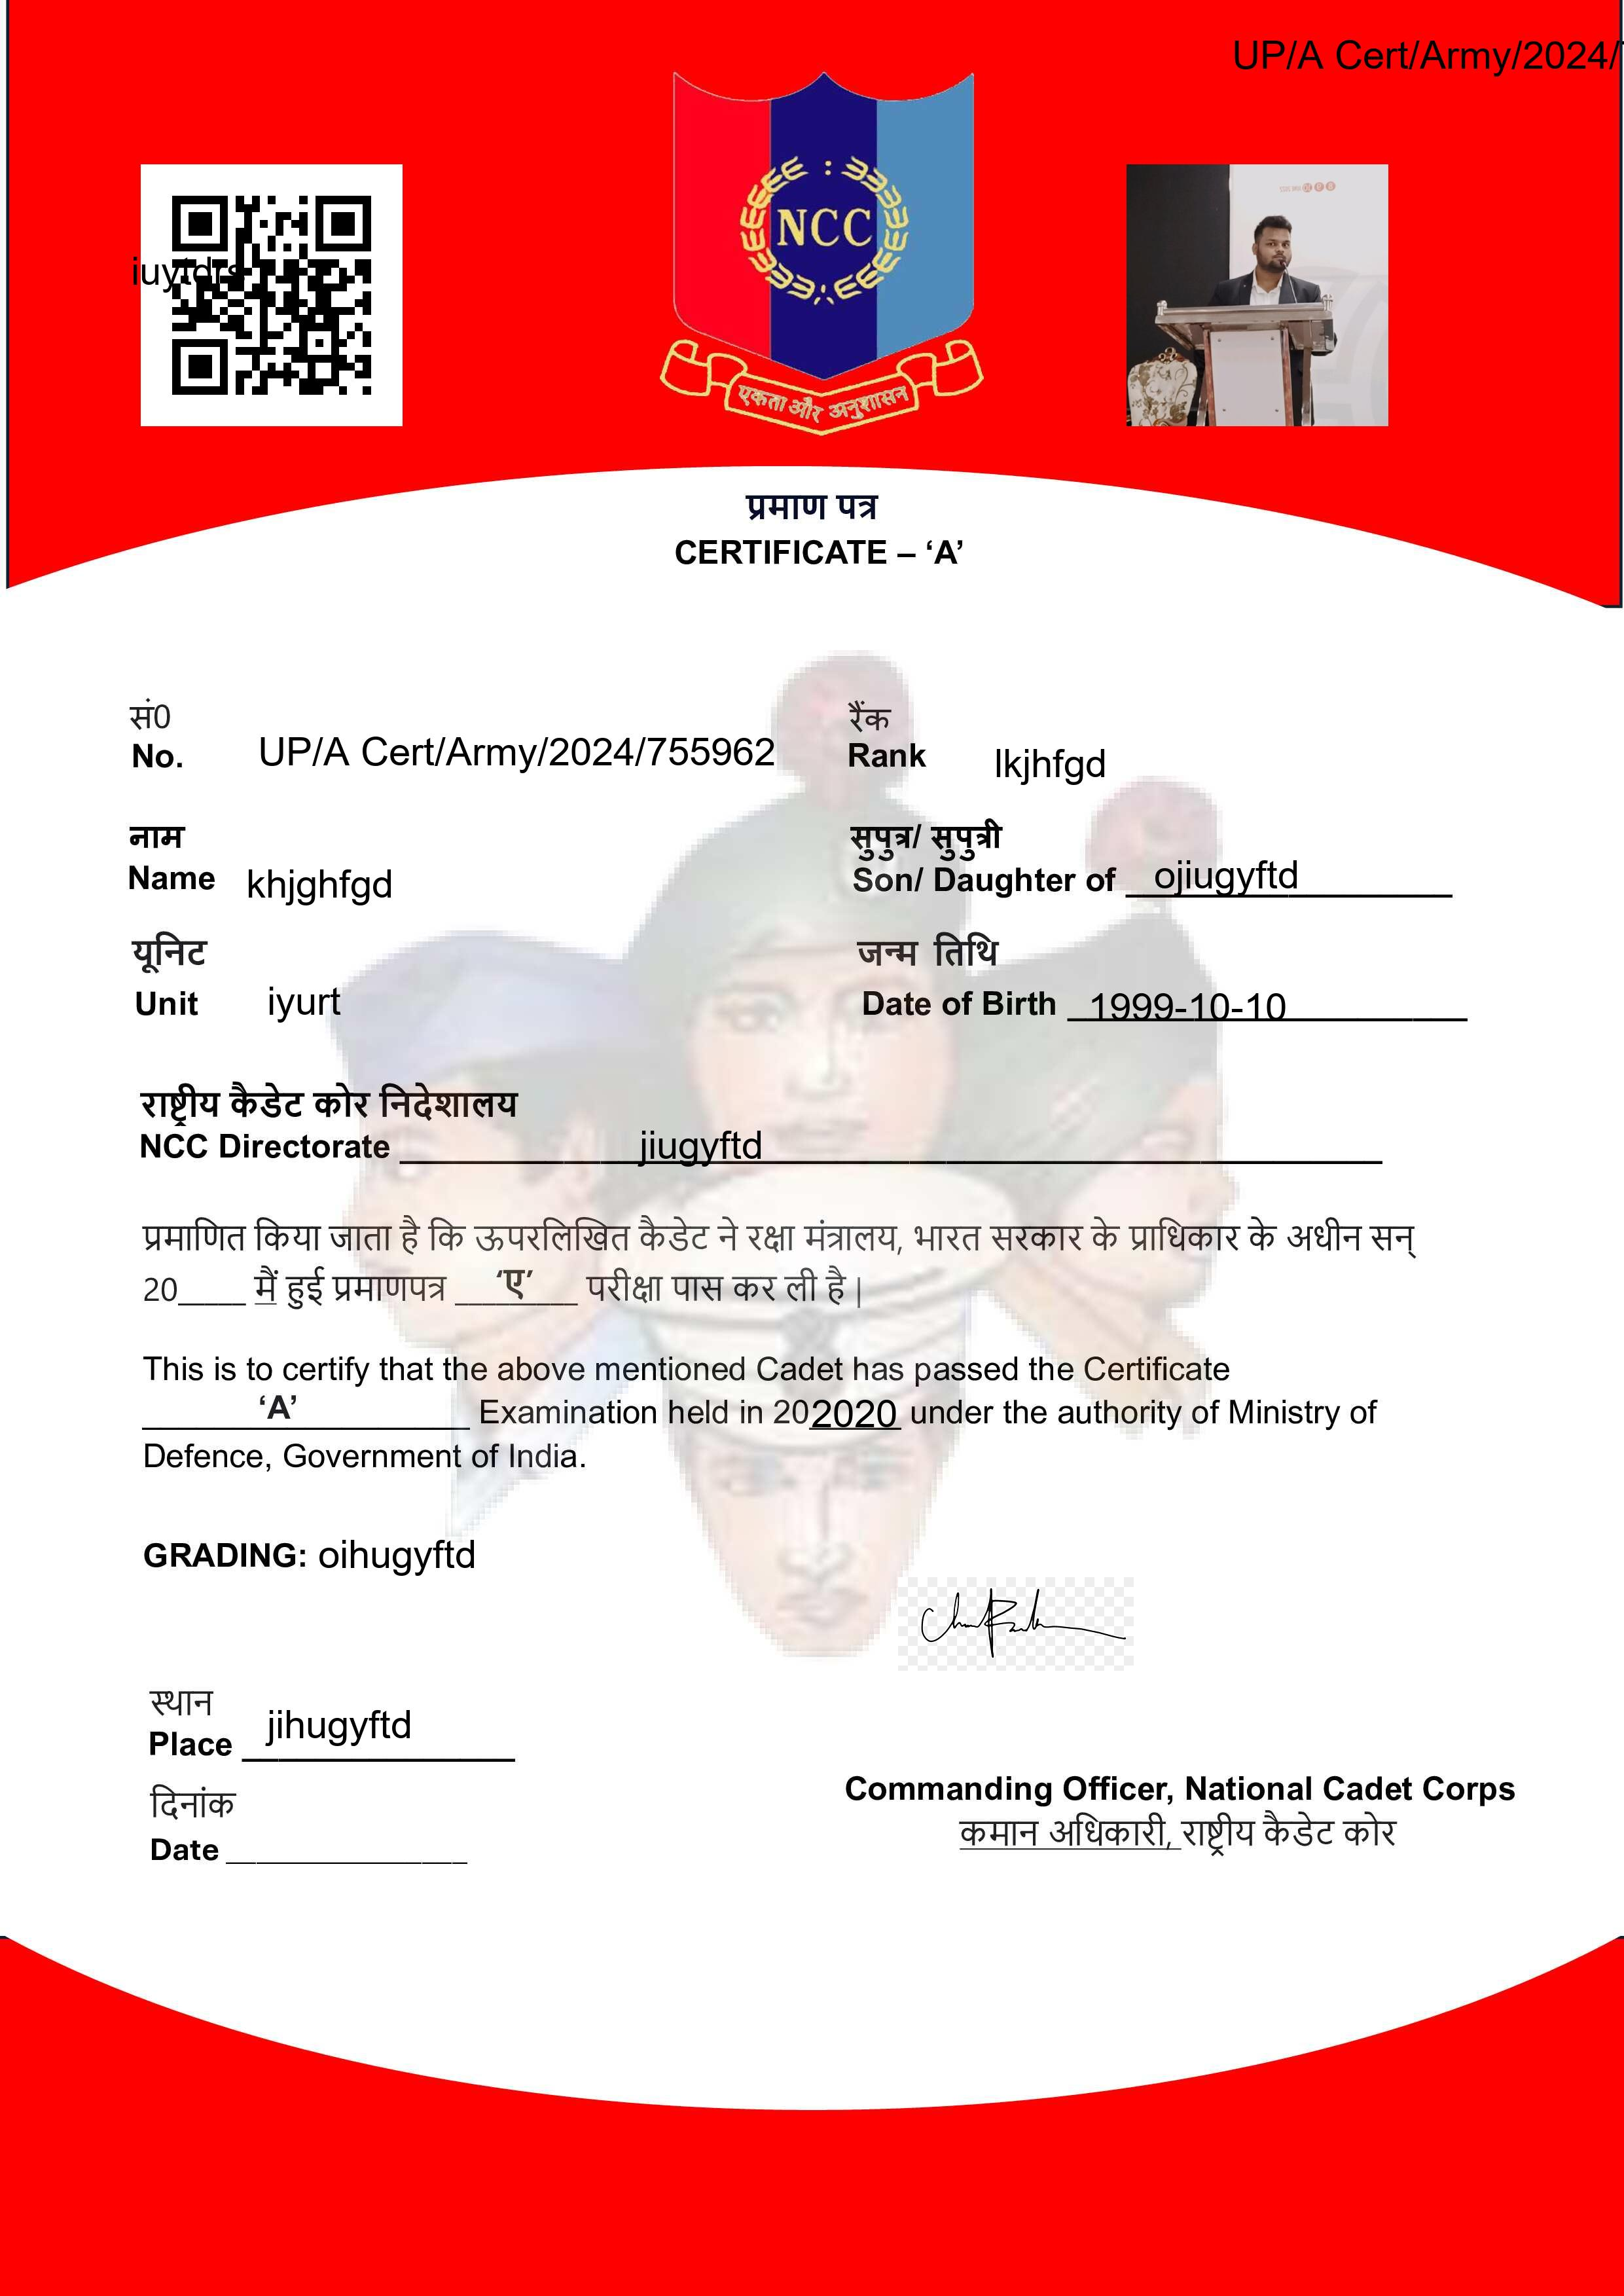 UP/A Cert/Army/2024/
NCC
iuytdrs
एकता और अनुशासन
प्रमाण पत्र
CERTIFICATE – ‘A’
सं0
No. UP/A Cert/Army/2024/755962
रैंक
Rank lkjhfgd
नाम
Name khjghfgd
सुपुत्र/ सुपुत्री
Son/ Daughter of ojiugyftd
यूनिट
Unit iyurt
जन्म तिथि
Date of Birth 1999-10-10
राष्ट्रीय कैडेट कोर निदेशालय
NCC Directorate jiugyftd
प्रमाणित किया जाता है कि ऊपरलिखित कैडेट ने रक्षा मंत्रालय, भारत सरकार के प्राधिकार के अधीन सन्
20____ मैं हुई प्रमाणपत्र ‘ए’ परीक्षा पास कर ली है |
This is to certify that the above mentioned Cadet has passed the Certificate
‘A’ Examination held in 202020 under the authority of Ministry of
Defence, Government of India.
GRADING: oihugyftd
स्थान
Place jihugyftd
दिनांक
Date ______________
Commanding Officer, National Cadet Corps
कमान अधिकारी, राष्ट्रीय कैडेट कोर